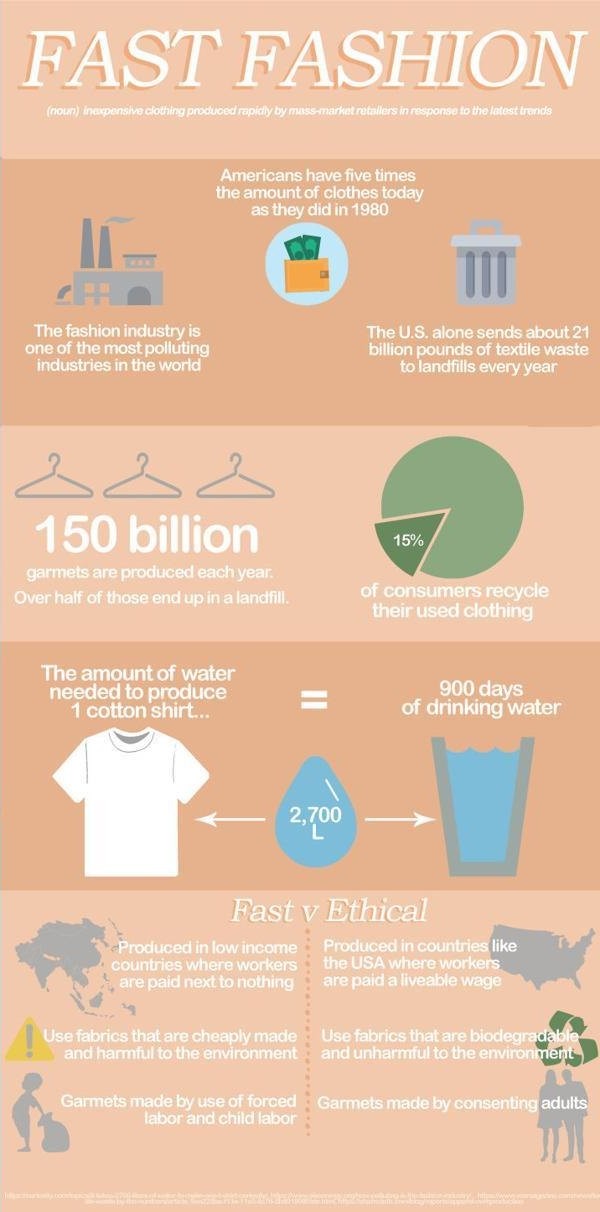 FAST FASHION
(noun) inexpensive clothing produced rapidly by mass-market retailers in response to the latest trends
Americans have five times
the amount of clothes today
as they did in 1980
The fashion industry is
one of the most polluting
industries in the world
The U.S. alone sends about 21
billion pounds of textile waste
to landfills every year
150 billion
garmets are produced each year.
Over half of those end up in a landfill.
15%
of consumers recycle
their used clothing
The amount of water
needed to produce
1 cotton shirt...
=
900 days
of drinking water
2,700
L
Fast v Ethical
Produced in low income
countries where workers
are paid next to nothing
Produced in countries like
the USA where workers
are paid a liveable wage
Use fabrics that are cheaply made
and harmful to the environment
Use fabrics that are biodegradable
and unharmful to the environment
Garments made by use of forced
labor and child labor
Garmets made by consenting adults